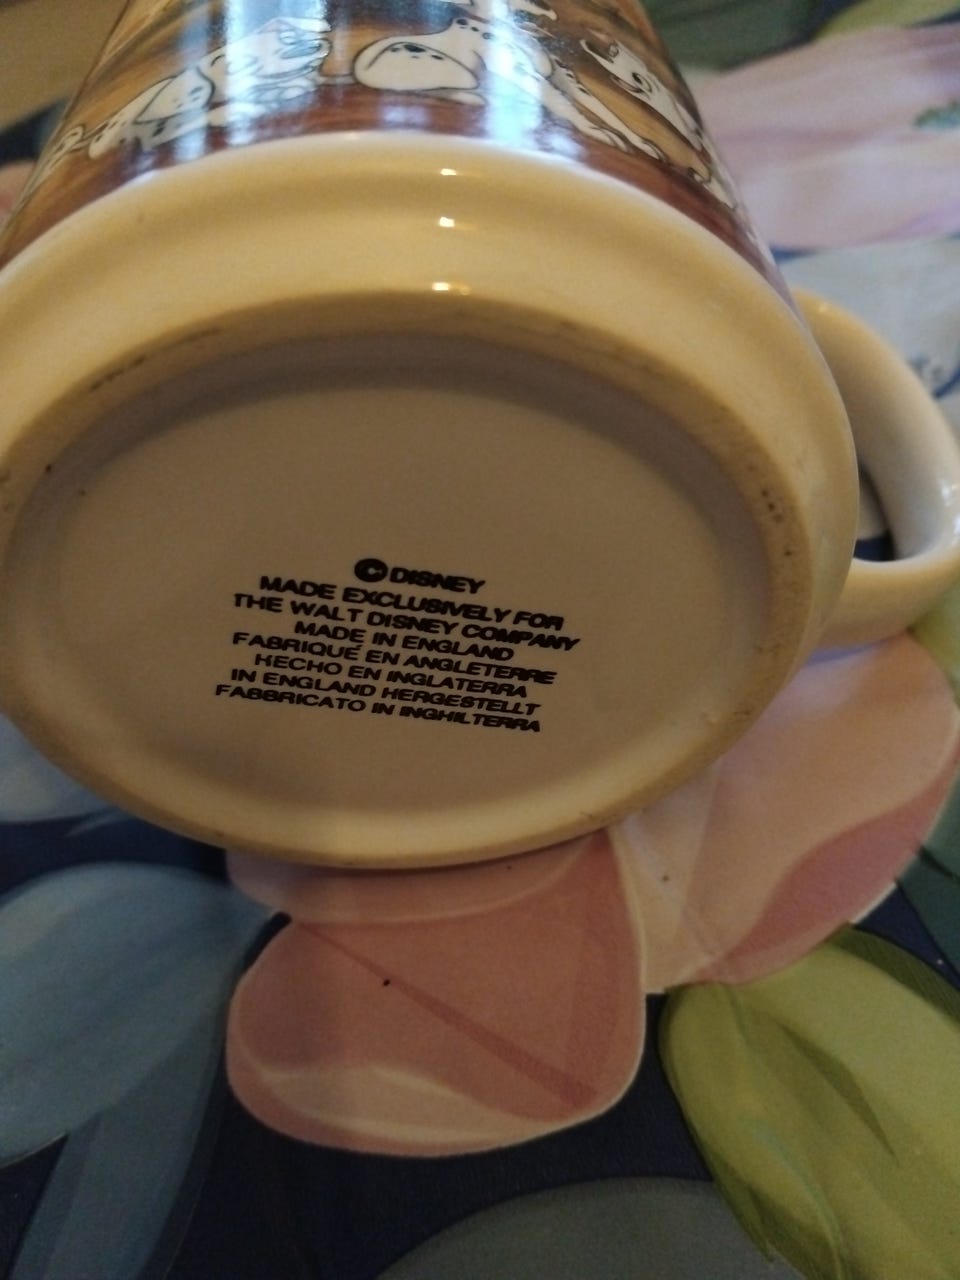 © DISNEY
MADE EXCLUSIVELY FOR
THE WALT DISNEY COMPANY
MADE IN ENGLAND
FABRIQUÉ EN ANGLETERRE
HECHO EN INGLATERRA
IN ENGLAND HERGESTELLT
FABBRICATO IN INGHILTERRA